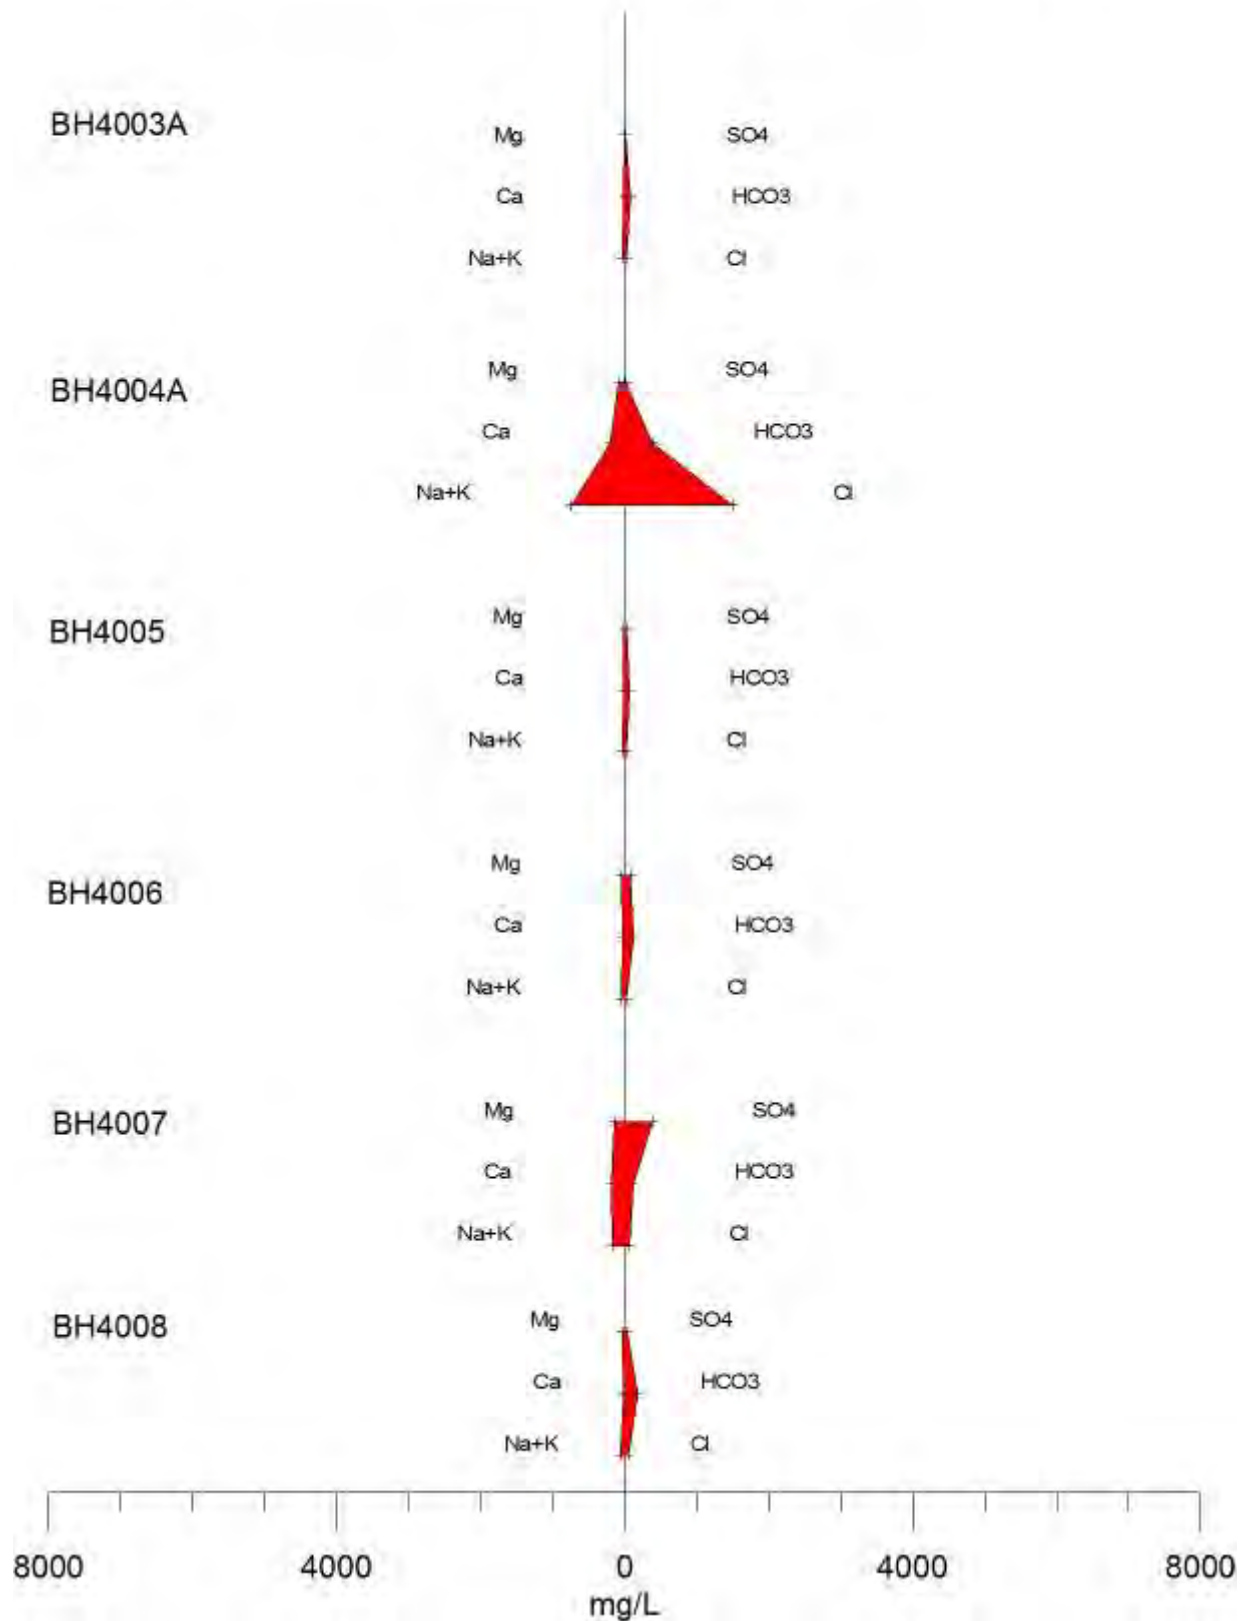 BH4003A
Mg SO4
Ca HCO3
Na+K Cl
BH4004A
Mg SO4
Ca HCO3
Na+K Cl
BH4005
Mg SO4
Ca HCO3
Na+K Cl
BH4006
Mg SO4
Ca HCO3
Na+K Cl
BH4007
Mg SO4
Ca HCO3
Na+K Cl
BH4008
Mg SO4
Ca HCO3
Na+K Cl
8000 4000 0 4000 8000
mg/L